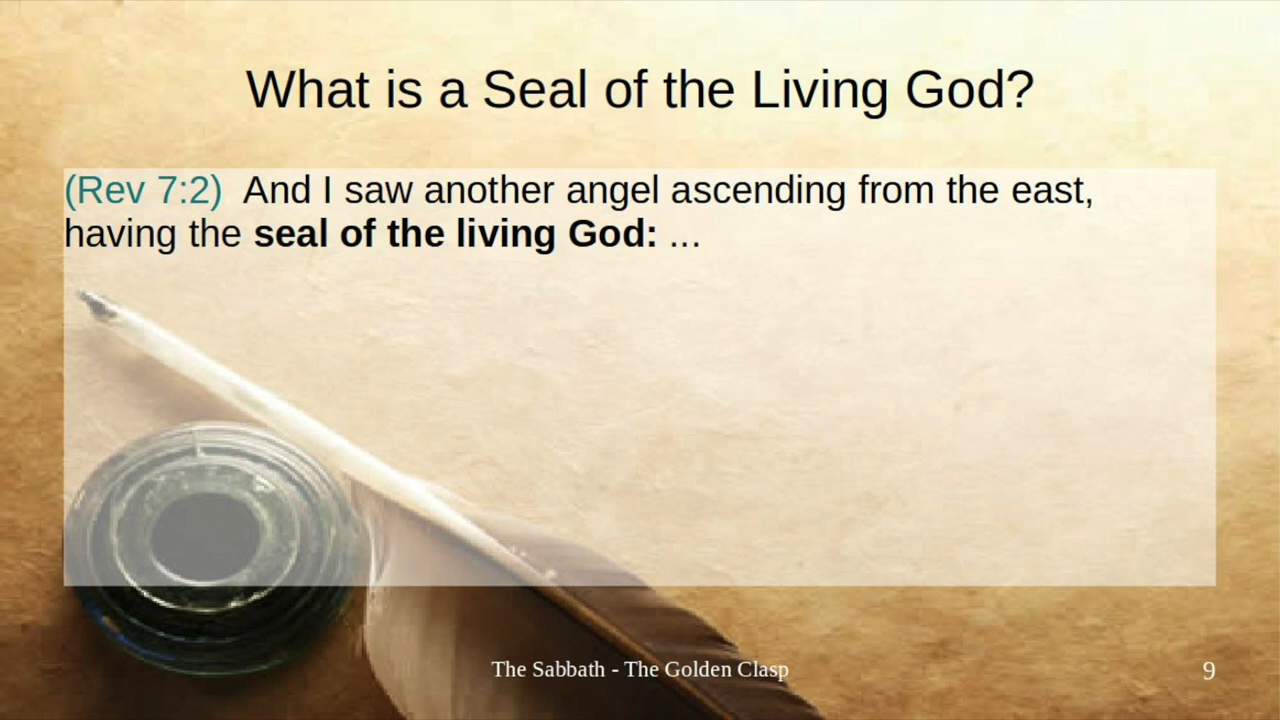 What is a Seal of the Living God?
(Rev 7:2) And I saw another angel ascending from the east,
having the seal of the living God: ...
The Sabbath - The Golden Clasp
9